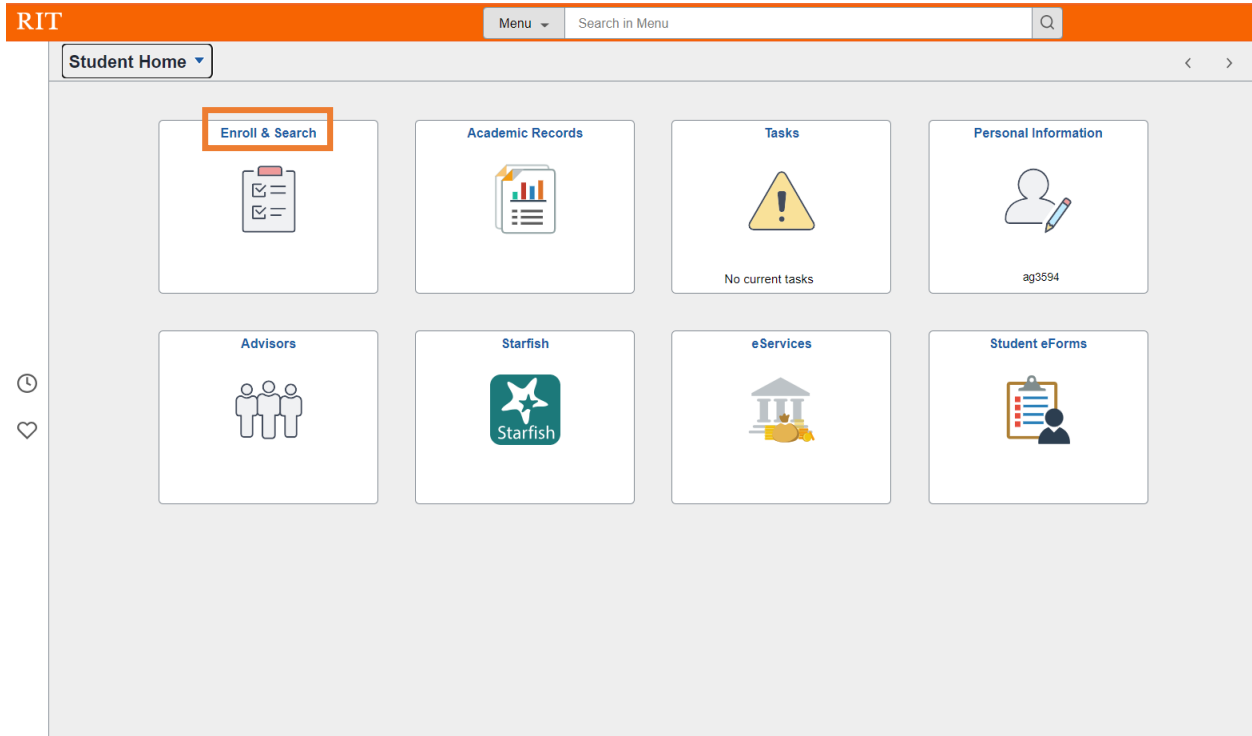 RIT
Menu
Search in Menu
Student Home
Enroll & Search
Academic Records
Tasks
Personal Information
No current tasks
ag3594
Advisors
Starfish
eServices
Student eForms
Starfish